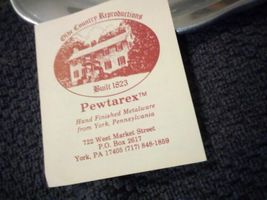 Olde Country Reproductions
Built 1823
Pewtarex™
Hand Finished Metalware
from York, Pennsylvania
722 West Market Street
P.O. Box 2617
York, PA 17405 (717) 848-1859